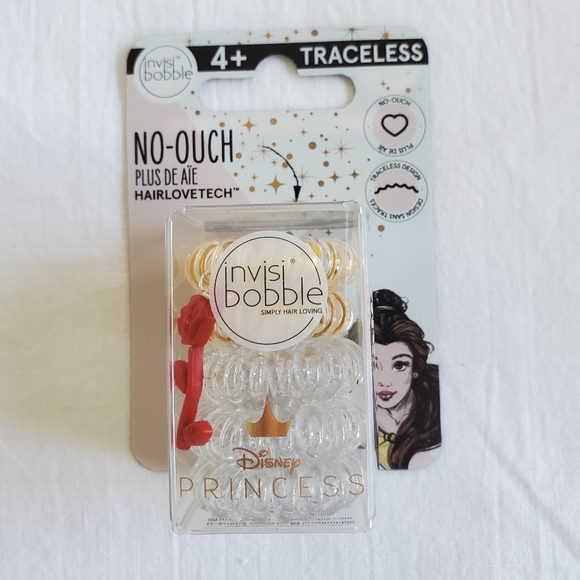 invisi
bobble®
4+
TRACELESS
NO-OUCH
PLUS DE AÏE
HAIRLOVETECH™
NO-OUCH
PLUS DE AÏE
TRACELESS DESIGN
DESIGN SANS TRACES
invisi®
bobble
SIMPLY HAIR LOVING
Disney
PRINCESS